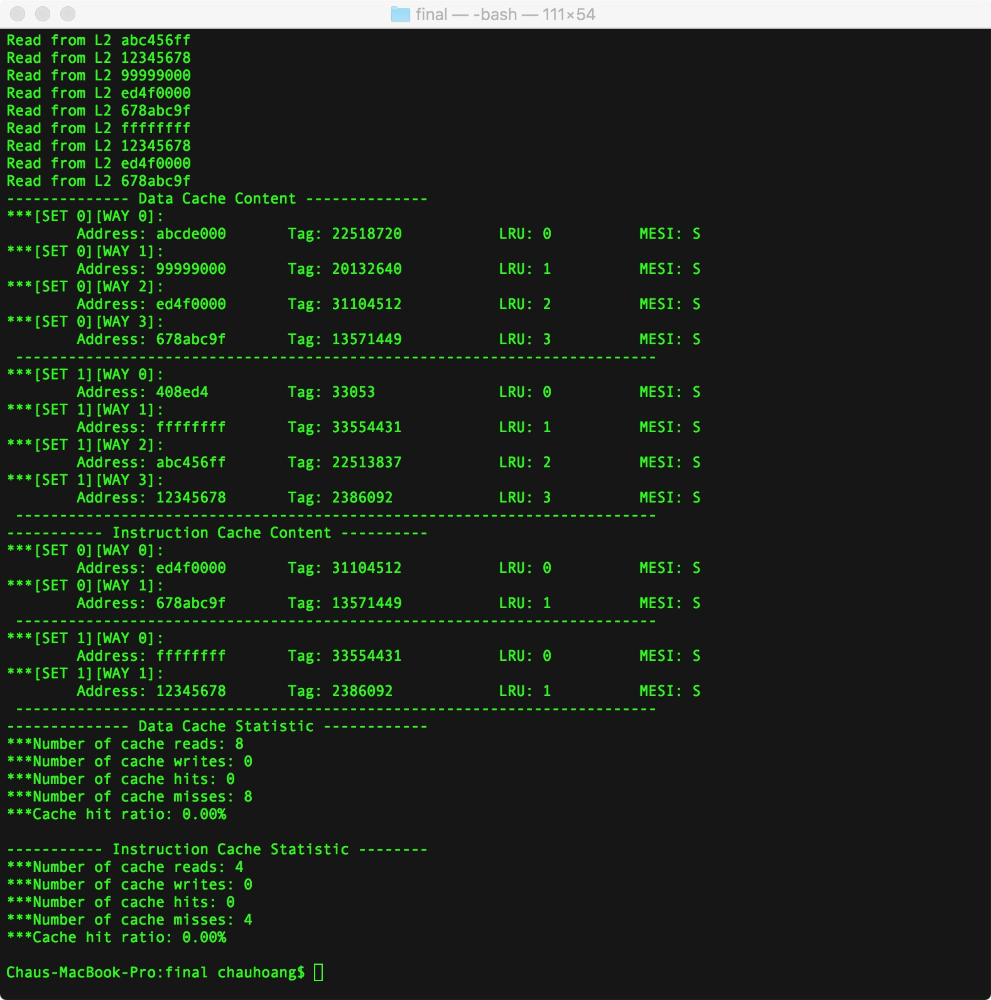 final — -bash — 111×54
Read from L2 abc456ff
Read from L2 12345678
Read from L2 99999000
Read from L2 ed4f0000
Read from L2 678abc9f
Read from L2 ffffffff
Read from L2 12345678
Read from L2 ed4f0000
Read from L2 678abc9f
-------------- Data Cache Content --------------
***[SET 0][WAY 0]:
Address: abcde000 Tag: 22518720 LRU: 0 MESI: S
***[SET 0][WAY 1]:
Address: 99999000 Tag: 20132640 LRU: 1 MESI: S
***[SET 0][WAY 2]:
Address: ed4f0000 Tag: 31104512 LRU: 2 MESI: S
***[SET 0][WAY 3]:
Address: 678abc9f Tag: 13571449 LRU: 3 MESI: S
-------------------------------------------------------------------------
***[SET 1][WAY 0]:
Address: 408ed4 Tag: 33053 LRU: 0 MESI: S
***[SET 1][WAY 1]:
Address: ffffffff Tag: 33554431 LRU: 1 MESI: S
***[SET 1][WAY 2]:
Address: abc456ff Tag: 22513837 LRU: 2 MESI: S
***[SET 1][WAY 3]:
Address: 12345678 Tag: 2386092 LRU: 3 MESI: S
-------------------------------------------------------------------------
----------- Instruction Cache Content ----------
***[SET 0][WAY 0]:
Address: ed4f0000 Tag: 31104512 LRU: 0 MESI: S
***[SET 0][WAY 1]:
Address: 678abc9f Tag: 13571449 LRU: 1 MESI: S
-------------------------------------------------------------------------
***[SET 1][WAY 0]:
Address: ffffffff Tag: 33554431 LRU: 0 MESI: S
***[SET 1][WAY 1]:
Address: 12345678 Tag: 2386092 LRU: 1 MESI: S
-------------------------------------------------------------------------
-------------- Data Cache Statistic ------------
***Number of cache reads: 8
***Number of cache writes: 0
***Number of cache hits: 0
***Number of cache misses: 8
***Cache hit ratio: 0.00%
----------- Instruction Cache Statistic --------
***Number of cache reads: 4
***Number of cache writes: 0
***Number of cache hits: 0
***Number of cache misses: 4
***Cache hit ratio: 0.00%
Chaus-MacBook-Pro:final chauhoang$